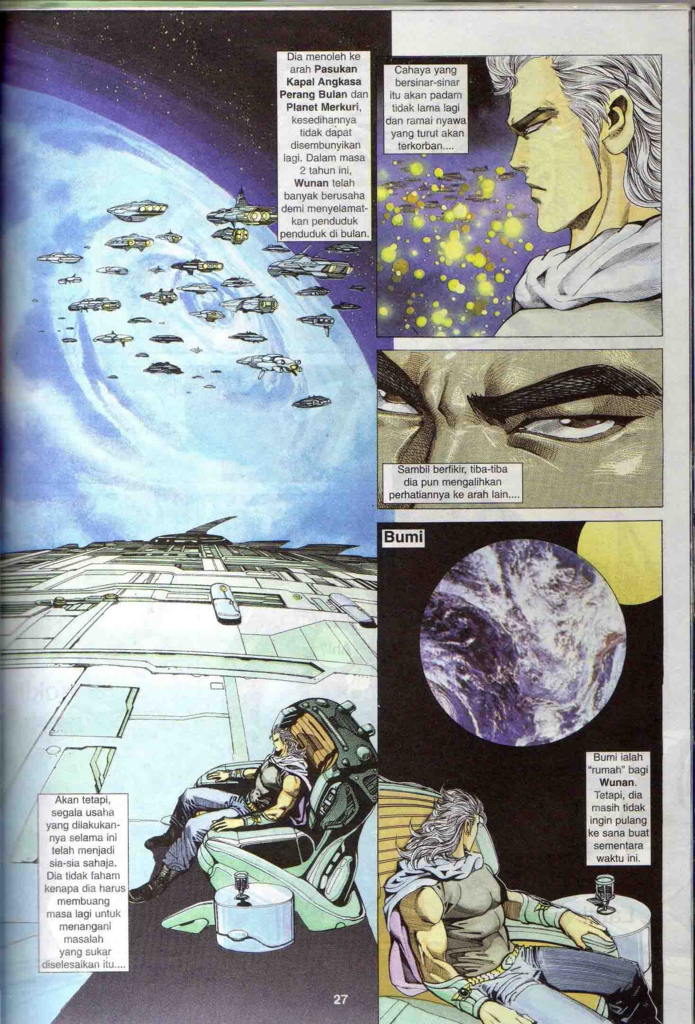 Dia menoleh ke
arah Pasukan
Kapal Angkasa
Perang Bulan dan
Planet Merkuri,
kesedihannya
tidak dapat
disembunyikan
lagi. Dalam masa
2 tahun ini,
Wunan telah
banyak berusaha
demi menyelamat-
kan penduduk
penduduk di bulan.
Akan tetapi,
segala usaha
yang dilakukan-
nya selama ini
telah menjadi
sia-sia sahaja.
Dia tidak faham
kenapa dia harus
membuang
masa lagi untuk
menangani
masalah
yang sukar
diselesaikan itu....
Cahaya yang
bersinar-sinar
itu akan padam
tidak lama lagi
dan ramai nyawa
yang turut akan
terkorban....
Sambil berfikir, tiba-tiba
dia pun mengalihkan
perhatiannya ke arah lain....
Bumi
Bumi ialah
"rumah" bagi
Wunan.
Tetapi, dia
masih tidak
ingin pulang
ke sana buat
sementara
waktu ini.
27